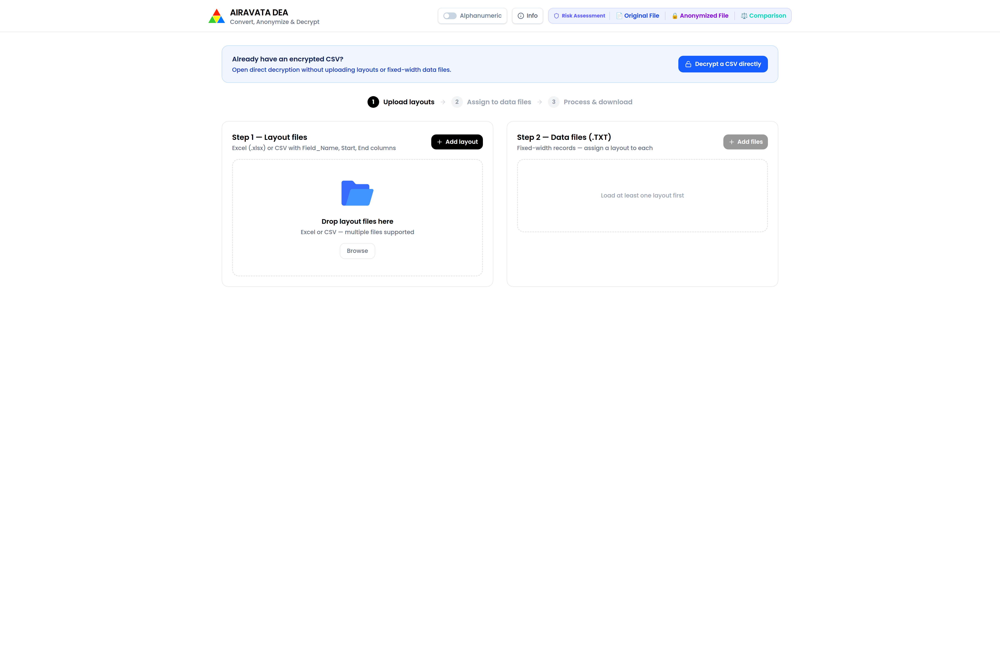 AIRAVATA DEA
Convert, Anonymize & Decrypt
Alphanumeric
Info
Risk Assessment
Original File
Anonymized File
Comparison
Already have an encrypted CSV?
Open direct decryption without uploading layouts or fixed-width data files.
Decrypt a CSV directly
1 Upload layouts
2 Assign to data files
3 Process & download
Step 1 — Layout files
Excel (.xlsx) or CSV with Field_Name, Start, End columns
Add layout
Drop layout files here
Excel or CSV — multiple files supported
Browse
Step 2 — Data files (.TXT)
Fixed-width records — assign a layout to each
Add files
Load at least one layout first